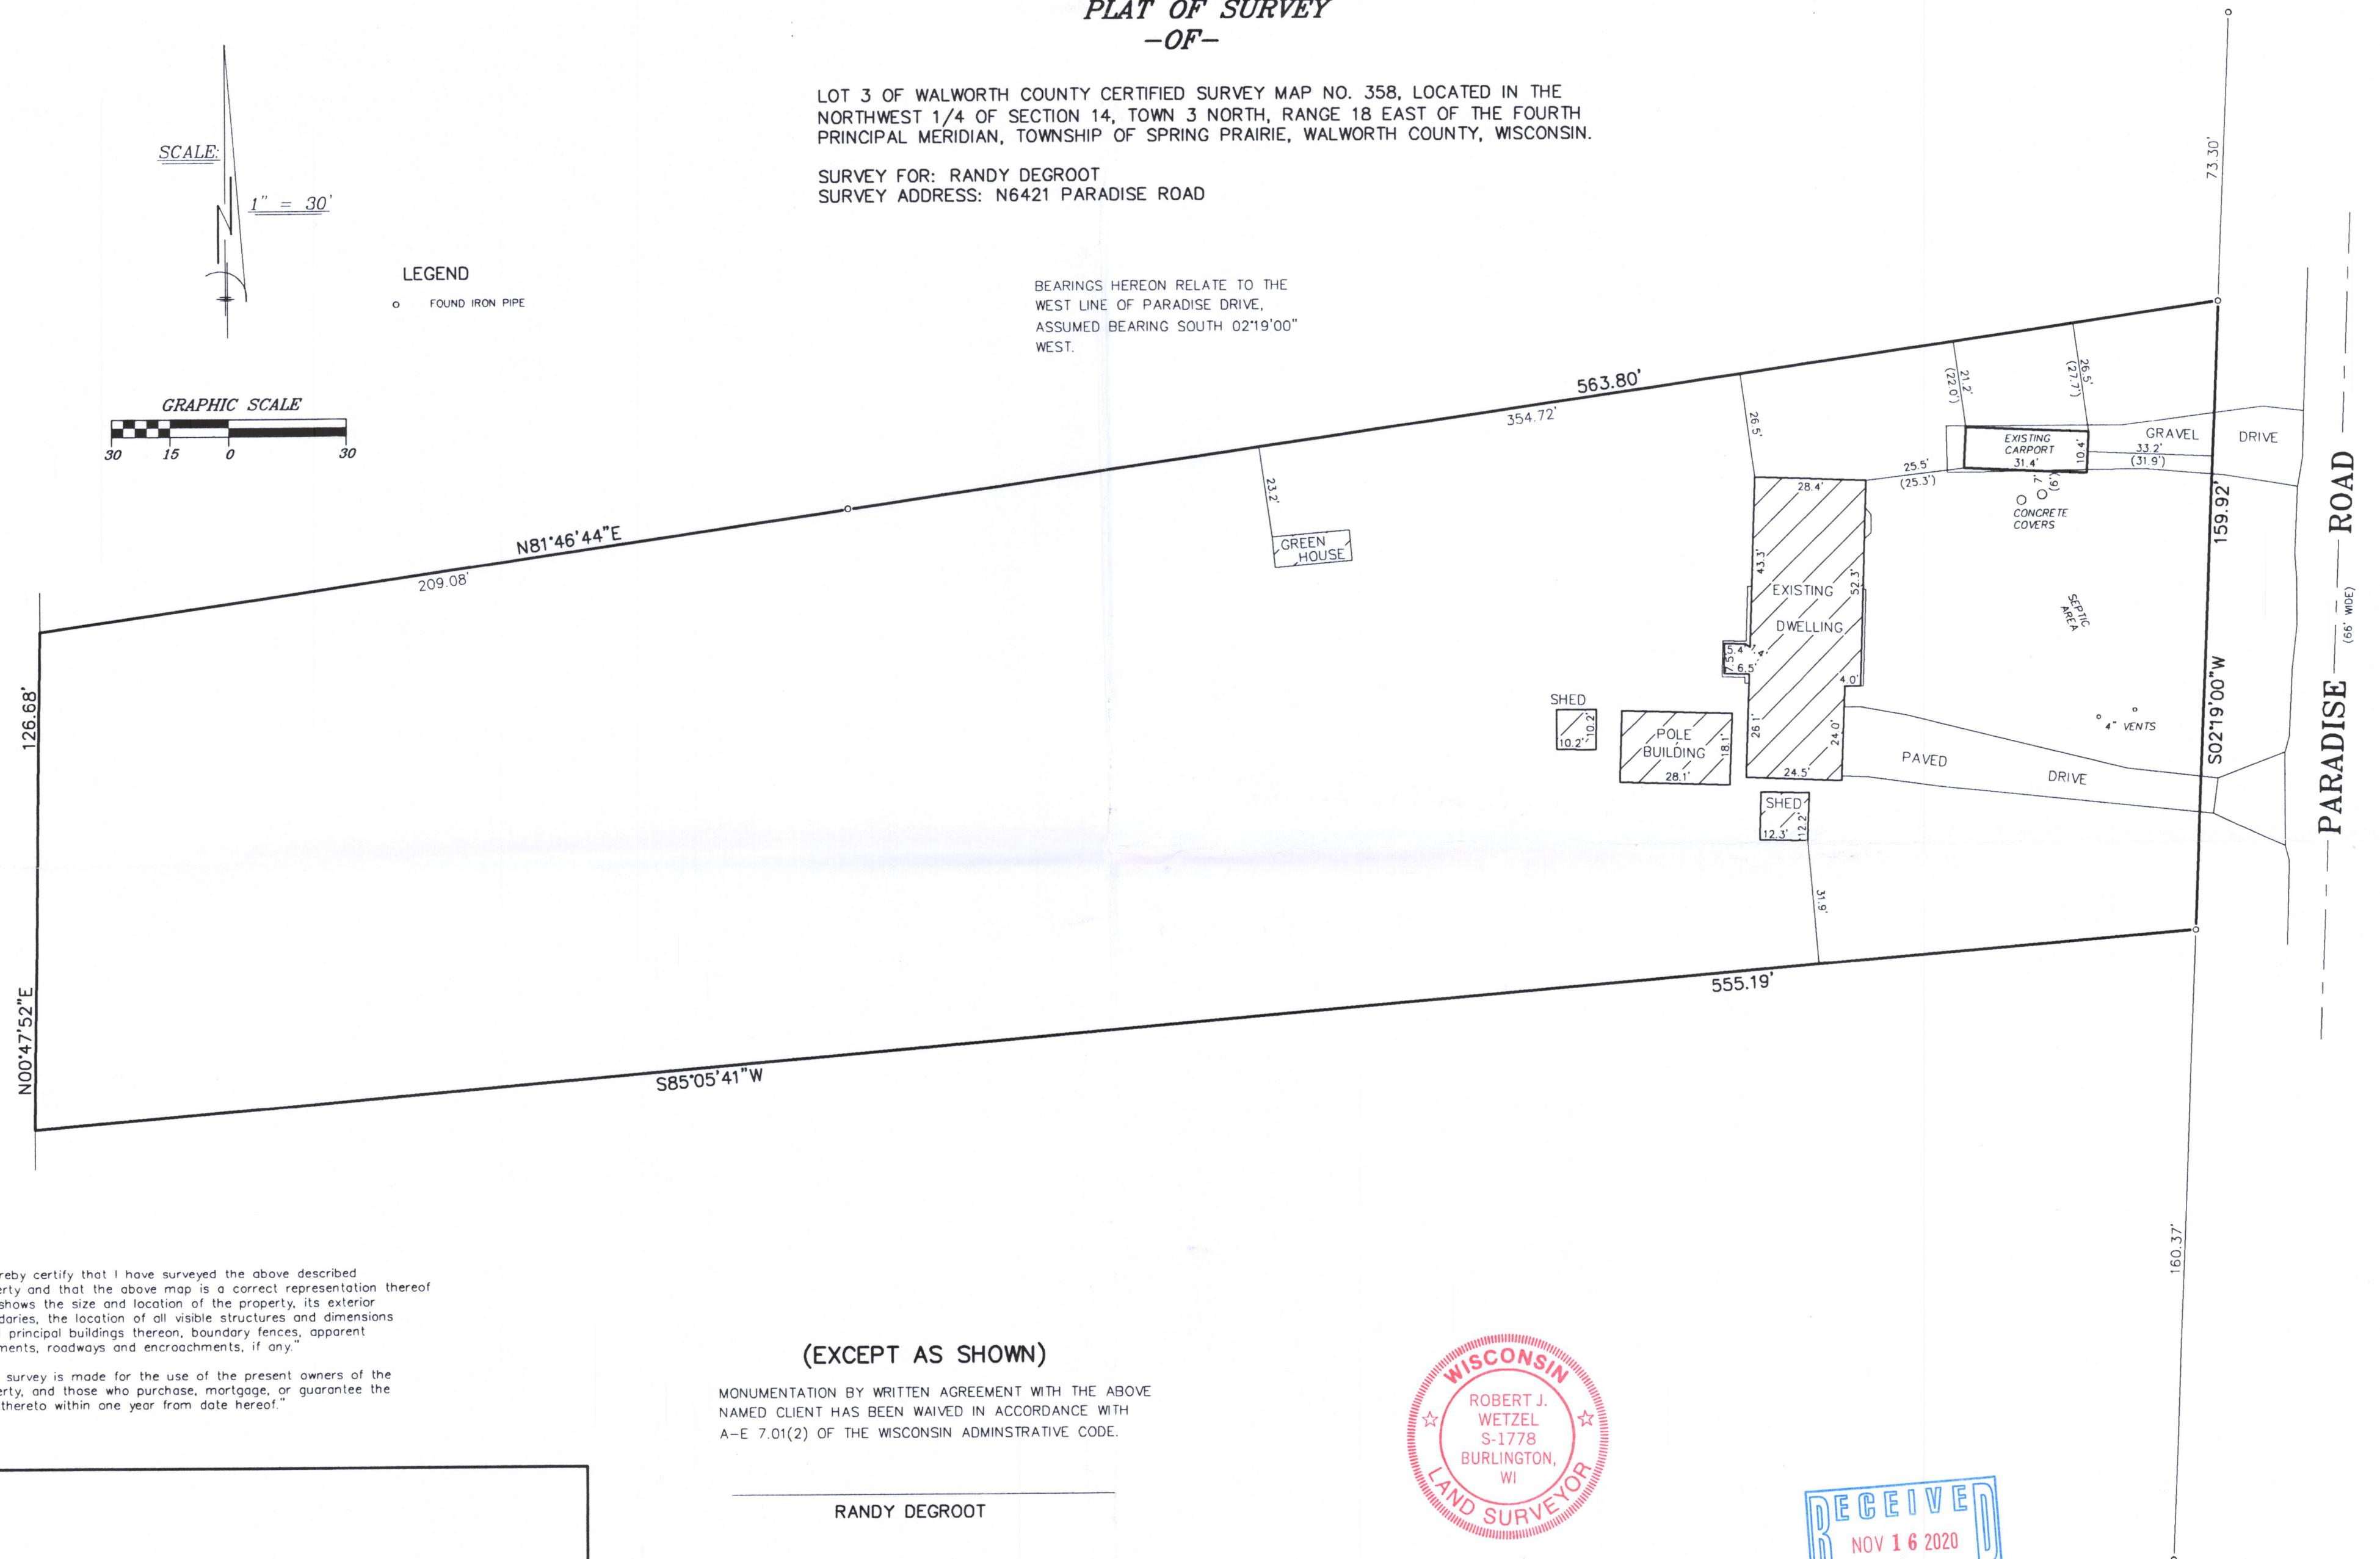 PLAT OF SURVEY
-OF-
LOT 3 OF WALWORTH COUNTY CERTIFIED SURVEY MAP NO. 358, LOCATED IN THE
NORTHWEST 1/4 OF SECTION 14, TOWN 3 NORTH, RANGE 18 EAST OF THE FOURTH
PRINCIPAL MERIDIAN, TOWNSHIP OF SPRING PRAIRIE, WALWORTH COUNTY, WISCONSIN.
SURVEY FOR: RANDY DEGROOT
SURVEY ADDRESS: N6421 PARADISE ROAD
SCALE:
N
1" = 30'
LEGEND
o FOUND IRON PIPE
GRAPHIC SCALE
30 15 0 30
BEARINGS HEREON RELATE TO THE
WEST LINE OF PARADISE DRIVE,
ASSUMED BEARING SOUTH 02°19'00"
WEST.
73.30'
563.80'
354.72'
N81°46'44"E
209.08'
126.68'
N00°47'52"E
S85°05'41"W
555.19'
159.92'
S02°19'00"W
160.37'
PARADISE ROAD
(66' WIDE)
21.2'
(22.0')
26.5'
(27.7')
26.5'
23.2'
GREEN
HOUSE
EXISTING
CARPORT
31.4'
10.4'
GRAVEL DRIVE
33.2'
(31.9')
25.5'
(25.3')
7'
(6')
CONCRETE
COVERS
28.4'
43.3'
52.3'
EXISTING
DWELLING
5.4'
7.5'
6.5'
4.0'
26.1'
24.0'
24.5'
SEPTIC
AREA
4" VENTS
PAVED DRIVE
SHED
10.2'
10.2'
POLE
BUILDING
18.1'
28.1'
SHED
12.3'
12.2'
31.9'
reby certify that I have surveyed the above described
erty and that the above map is a correct representation thereof
shows the size and location of the property, its exterior
daries, the location of all visible structures and dimensions
principal buildings thereon, boundary fences, apparent
ments, roadways and encroachments, if any."
survey is made for the use of the present owners of the
erty, and those who purchase, mortgage, or guarantee the
thereto within one year from date hereof."
(EXCEPT AS SHOWN)
MONUMENTATION BY WRITTEN AGREEMENT WITH THE ABOVE
NAMED CLIENT HAS BEEN WAIVED IN ACCORDANCE WITH
A-E 7.01(2) OF THE WISCONSIN ADMINSTRATIVE CODE.
RANDY DEGROOT
WISCONSIN
ROBERT J.
WETZEL
S-1778
BURLINGTON,
WI
LAND SURVEYOR
RECEIVED
NOV 16 2020